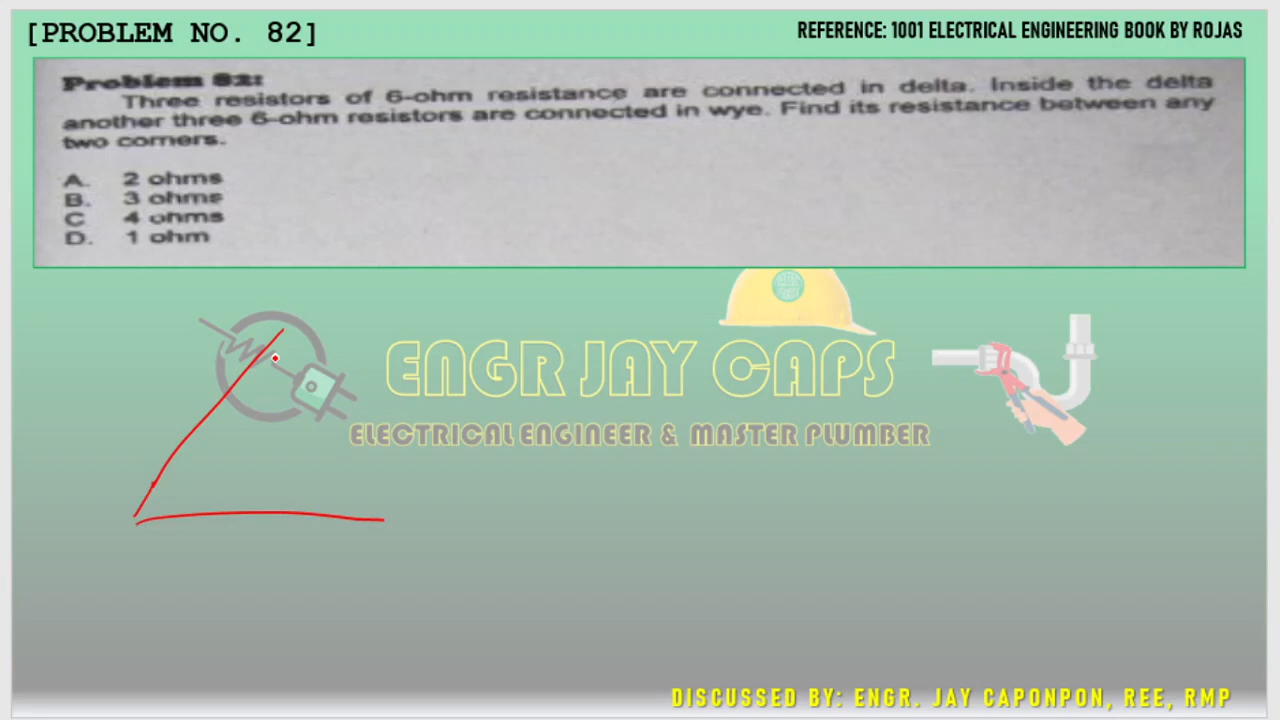 [PROBLEM NO. 82]
REFERENCE: 1001 ELECTRICAL ENGINEERING BOOK BY ROJAS
Problem 82:
Three resistors of 6-ohm resistance are connected in delta. Inside the delta
another three 6-ohm resistors are connected in wye. Find its resistance between any
two corners.
A. 2 ohms
B. 3 ohms
C 4 ohms
D. 1 ohm
ENGR JAY CAPS
ELECTRICAL ENGINEER & MASTER PLUMBER
DISCUSSED BY: ENGR. JAY CAPONPON, REE, RMP